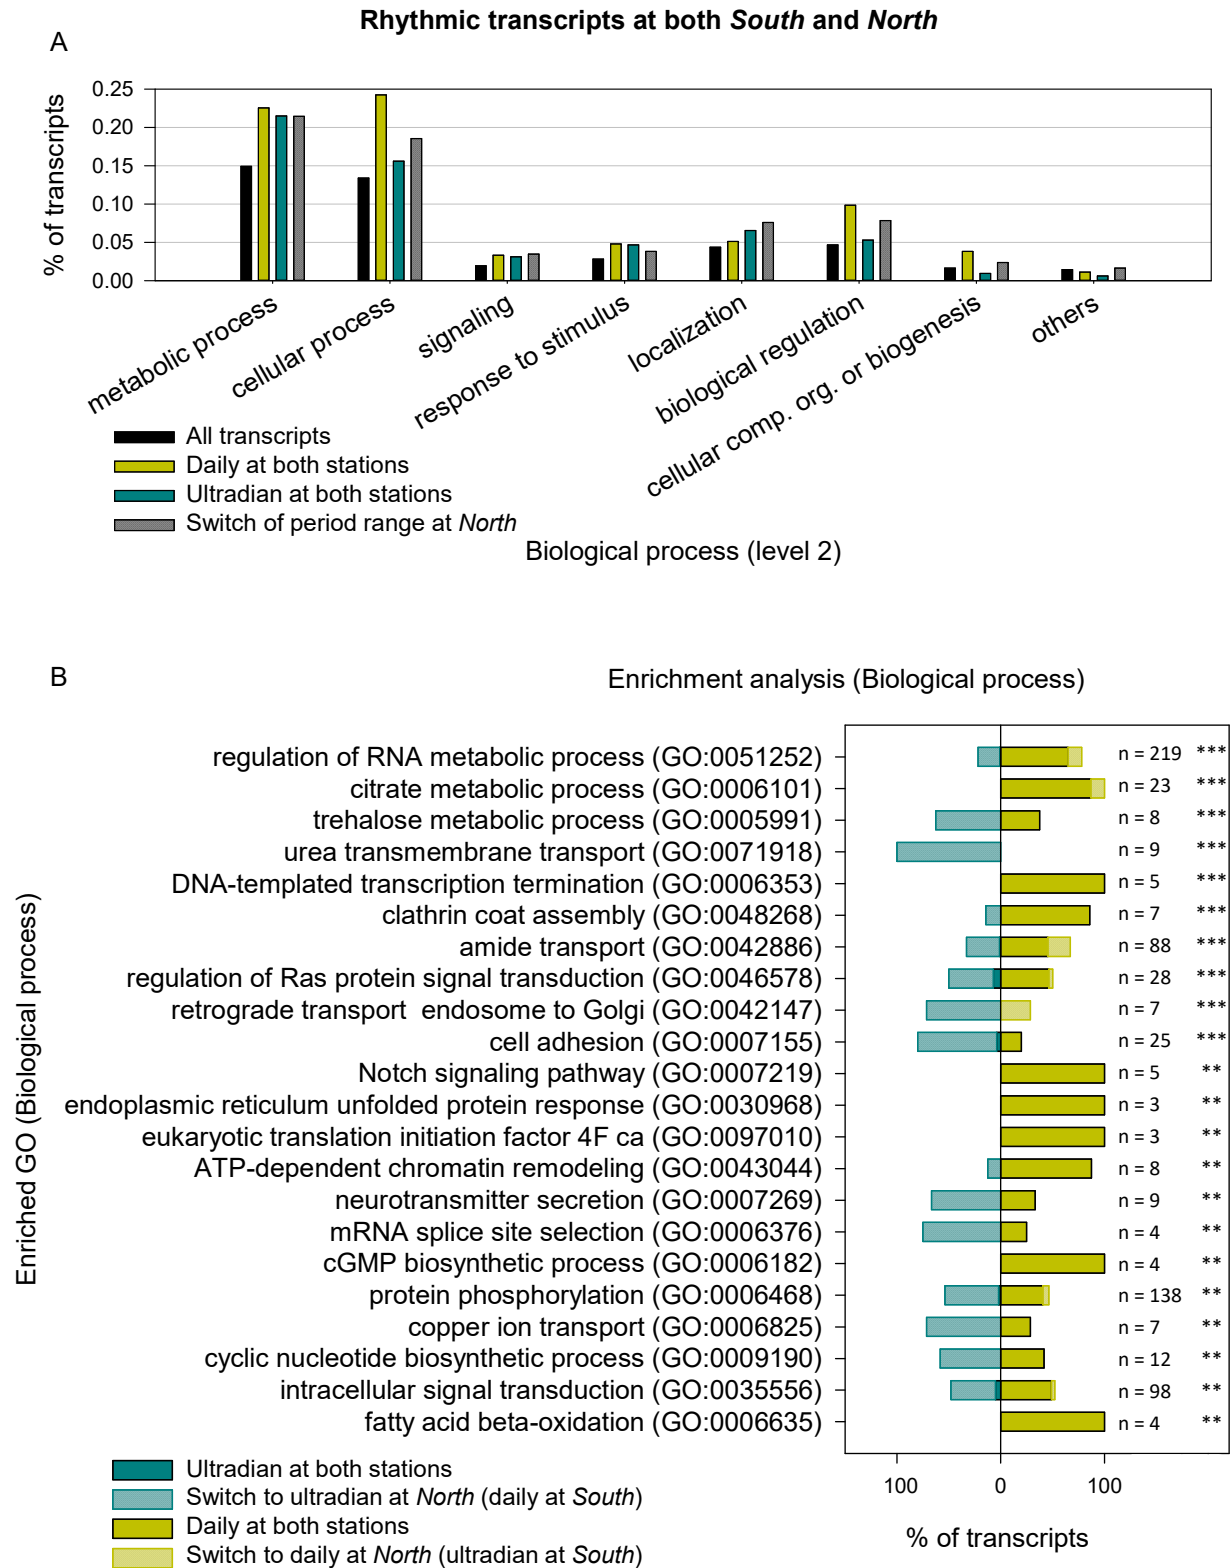 Rhythmic transcripts at both South and North
A
% of transcripts
0.25
0.20
0.15
0.10
0.05
0.00
metabolic process
cellular process
signaling
response to stimulus
localization
biological regulation
cellular comp. org. or biogenesis
others
All transcripts
Daily at both stations
Ultradian at both stations
Switch of period range at North
Biological process (level 2)
B
Enrichment analysis (Biological process)
Enriched GO (Biological process)
regulation of RNA metabolic process (GO:0051252) n = 219 ***
citrate metabolic process (GO:0006101) n = 23 ***
trehalose metabolic process (GO:0005991) n = 8 ***
urea transmembrane transport (GO:0071918) n = 9 ***
DNA-templated transcription termination (GO:0006353) n = 5 ***
clathrin coat assembly (GO:0048268) n = 7 ***
amide transport (GO:0042886) n = 88 ***
regulation of Ras protein signal transduction (GO:0046578) n = 28 ***
retrograde transport  endosome to Golgi (GO:0042147) n = 7 ***
cell adhesion (GO:0007155) n = 25 ***
Notch signaling pathway (GO:0007219) n = 5 **
endoplasmic reticulum unfolded protein response (GO:0030968) n = 3 **
eukaryotic translation initiation factor 4F ca (GO:0097010) n = 3 **
ATP-dependent chromatin remodeling (GO:0043044) n = 8 **
neurotransmitter secretion (GO:0007269) n = 9 **
mRNA splice site selection (GO:0006376) n = 4 **
cGMP biosynthetic process (GO:0006182) n = 4 **
protein phosphorylation (GO:0006468) n = 138 **
copper ion transport (GO:0006825) n = 7 **
cyclic nucleotide biosynthetic process (GO:0009190) n = 12 **
intracellular signal transduction (GO:0035556) n = 98 **
fatty acid beta-oxidation (GO:0006635) n = 4 **
100 0 100
% of transcripts
Ultradian at both stations
Switch to ultradian at North (daily at South)
Daily at both stations
Switch to daily at North (ultradian at South)